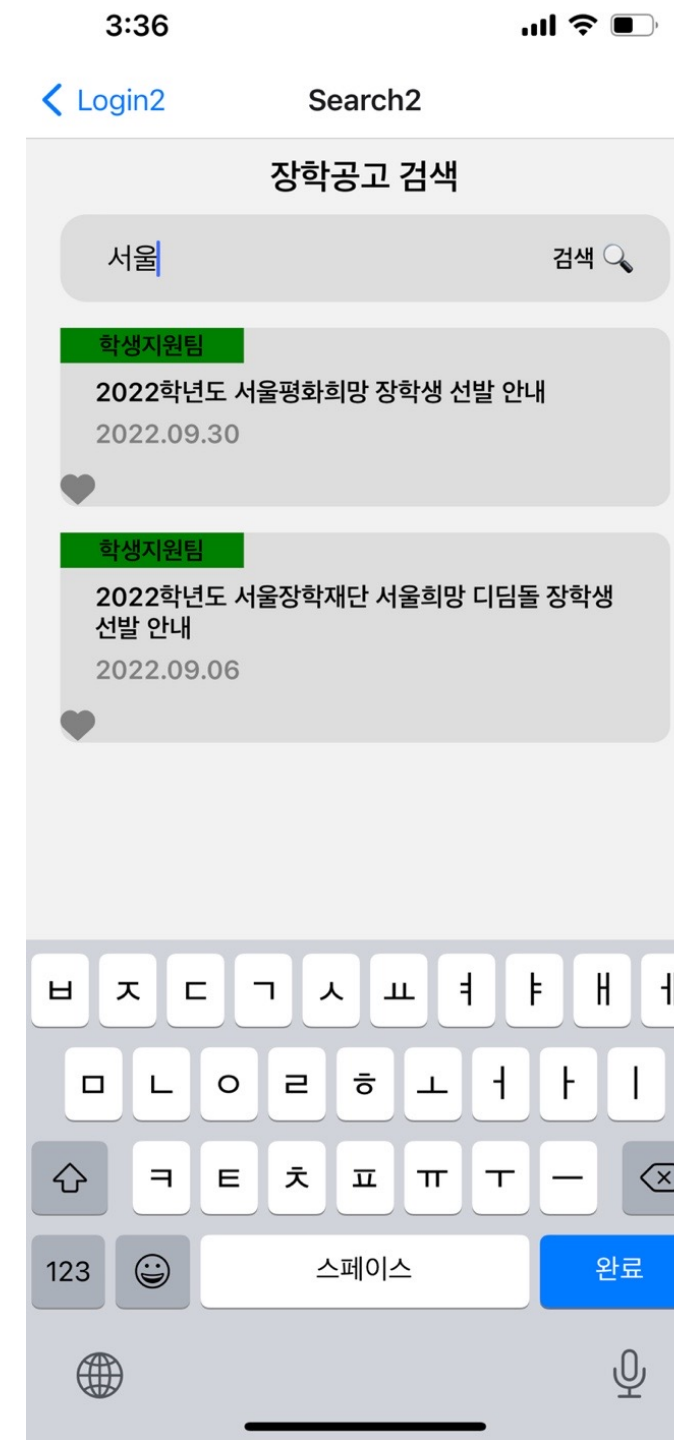 3:36
Login2
Search2
장학공고 검색
서울
검색
학생지원팀
2022학년도 서울평화희망 장학생 선발 안내
2022.09.30
학생지원팀
2022학년도 서울장학재단 서울희망 디딤돌 장학생
선발 안내
2022.09.06
ㅂ ㅈ ㄷ ㄱ ㅅ ㅛ ㅕ ㅑ ㅐ ㅔ
ㅁ ㄴ ㅇ ㄹ ㅎ ㅗ ㅓ ㅏ ㅣ
ㅋ ㅌ ㅊ ㅍ ㅠ ㅜ ㅡ
123
스페이스
완료